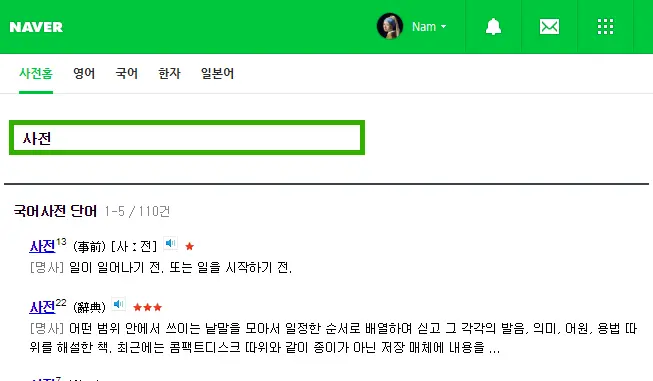 NAVER
Nam
사전홈 영어 국어 한자 일본어
사전
국어사전 단어 1-5 / 110건
사전13 (事前) [사ː전] ★
[명사] 일이 일어나기 전. 또는 일을 시작하기 전.
사전22 (辭典) ★★★
[명사] 어떤 범위 안에서 쓰이는 낱말을 모아서 일정한 순서로 배열하여 싣고 그 각각의 발음, 의미, 어원, 용법 따
위를 해설한 책. 최근에는 콤팩트디스크 따위와 같이 종이가 아닌 저장 매체에 내용을 ...